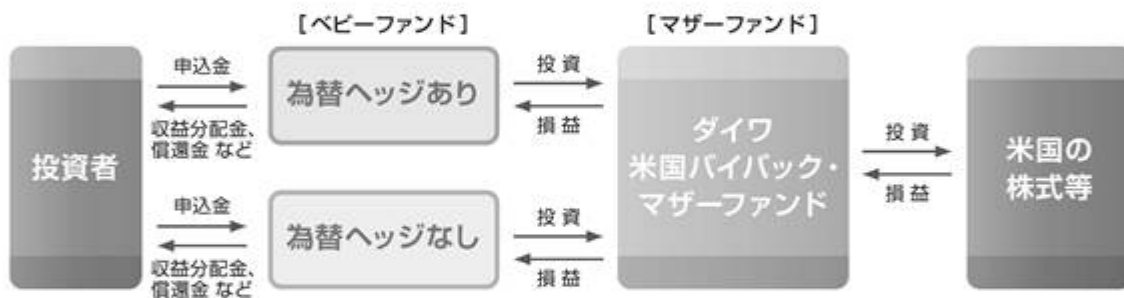 [ベビーファンド]
[マザーファンド]
投資者
申込金
収益分配金、
償還金 など
為替ヘッジあり
投 資
損 益
申込金
収益分配金、
償還金 など
為替ヘッジなし
投 資
損 益
ダイワ
米国バイバック・
マザーファンド
投 資
損 益
米国の
株式等